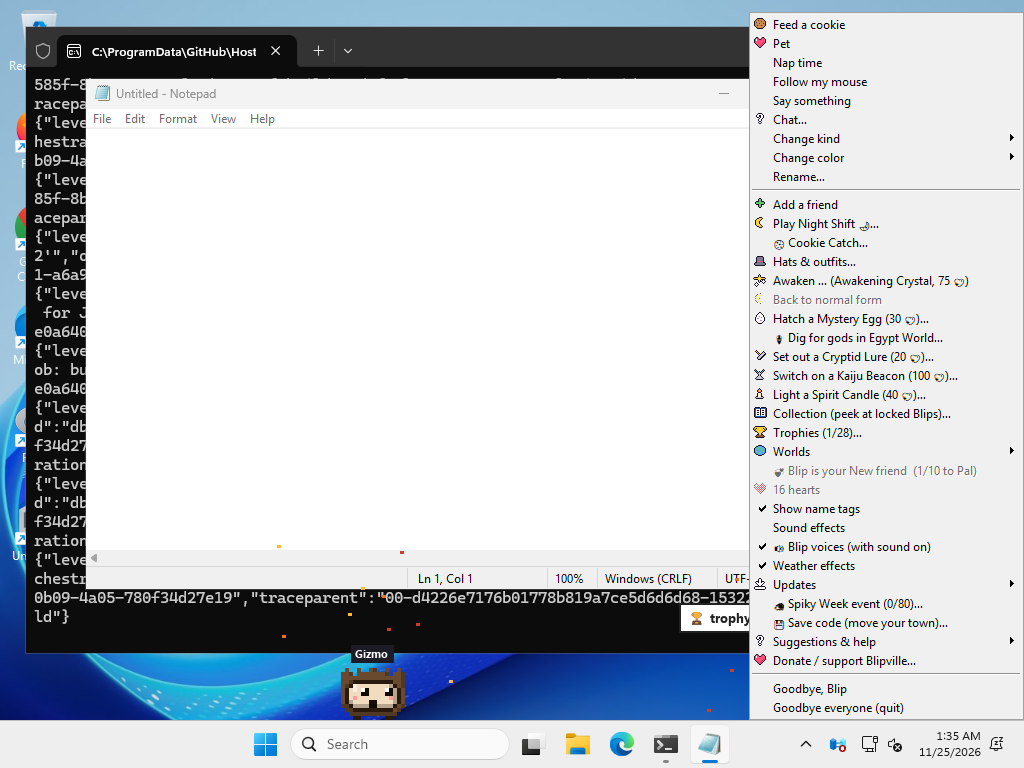 C:\ProgramData\GitHub\Host
Untitled - Notepad
File Edit Format View Help
Ln 1, Col 1 100% Windows (CRLF) UTF-
{"leve
hestra
b09-4a
{"leve
85f-8b
acepar
{"leve
1-a6a9
{"leve
for J
e0a640
{"leve
ob: bu
e0a640
{"leve
d":"db
f34d27
ration
{"leve
d":"db
f34d27
ration
{"leve
chestr
0b09-4a05-780f34d27e19","traceparent":"00-d4226e7176b01778b819a7ce5d6d6d68-15322
ld"}
trophy
Gizmo
Feed a cookie
Pet
Nap time
Follow my mouse
Say something
Chat...
Change kind
Change color
Rename...
Add a friend
Play Night Shift ...
Cookie Catch...
Hats & outfits...
Awaken ... (Awakening Crystal, 75 )
Back to normal form
Hatch a Mystery Egg (30 )...
Dig for gods in Egypt World...
Set out a Cryptid Lure (20 )...
Switch on a Kaiju Beacon (100 )...
Light a Spirit Candle (40 )...
Collection (peek at locked Blips)...
Trophies (1/28)...
Worlds
Blip is your New friend (1/10 to Pal)
16 hearts
Show name tags
Sound effects
Blip voices (with sound on)
Weather effects
Updates
Spiky Week event (0/80)...
Save code (move your town)...
Suggestions & help
Donate / support Blipville...
Goodbye, Blip
Goodbye everyone (quit)
Search
1:35 AM
11/25/2026